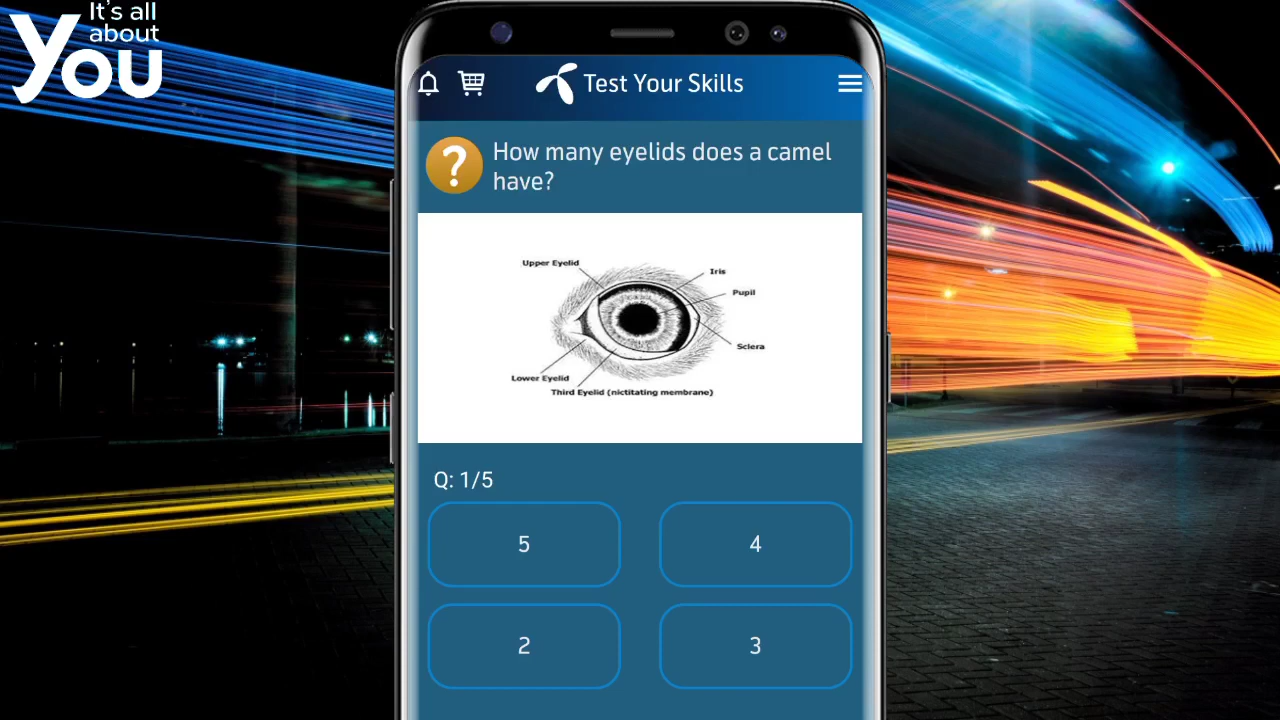 It's all
about
You
Test Your Skills
?
How many eyelids does a camel
have?
Upper Eyelid
Iris
Pupil
Sclera
Lower Eyelid
Third Eyelid (nictitating membrane)
Q: 1/5
5
4
2
3